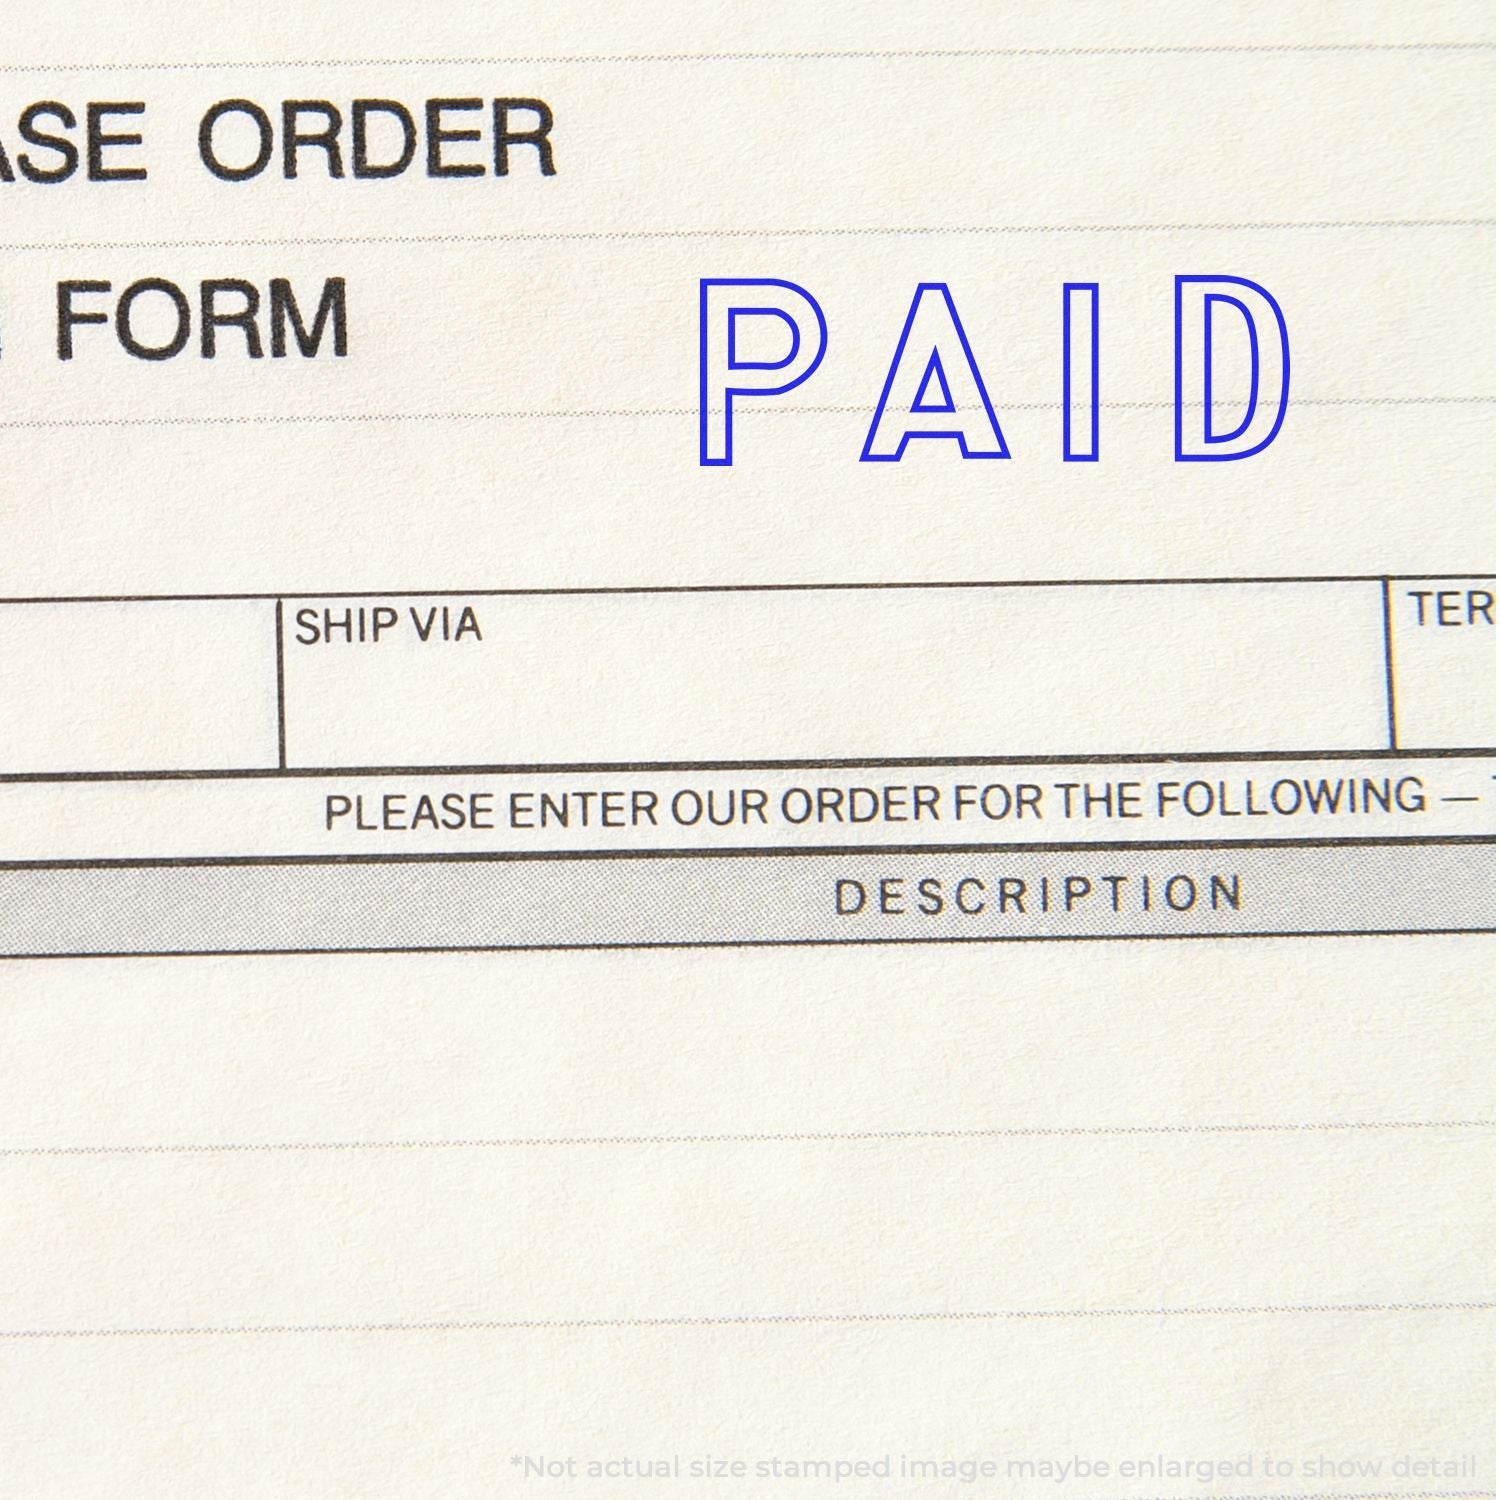 ASE ORDER
FORM
PAID
SHIP VIA
TER
PLEASE ENTER OUR ORDER FOR THE FOLLOWING —
DESCRIPTION
*Not actual size stamped image maybe enlarged to show detail